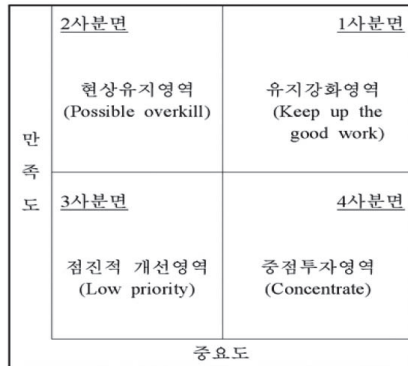 2사분면
현상유지영역
(Possible overkill)
1사분면
유지강화영역
(Keep up the
good work)
만
족
도
3사분면
점진적 개선영역
(Low priority)
4사분면
중점투자영역
(Concentrate)
중요도